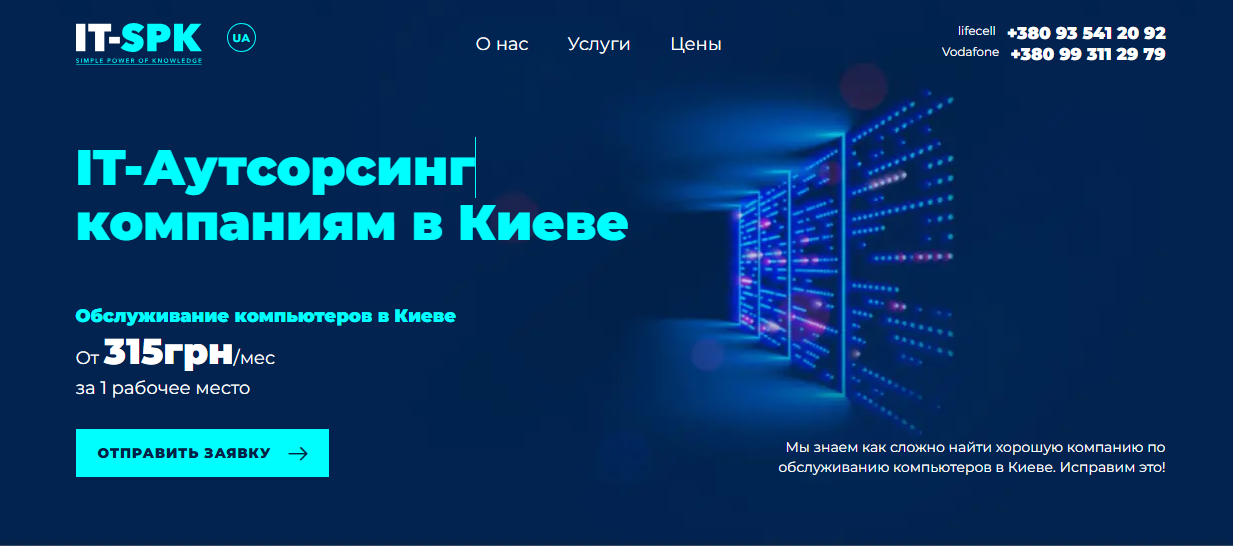 IT-SPK
SIMPLE POWER OF KNOWLEDGE
UA
О нас
Услуги
Цены
lifecell +380 93 541 20 92
Vodafone +380 99 311 29 79
IT-Аутсорсинг
компаниям в Киеве
Обслуживание компьютеров в Киеве
От 315грн/мес
за 1 рабочее место
ОТПРАВИТЬ ЗАЯВКУ
Мы знаем как сложно найти хорошую компанию по
обслуживанию компьютеров в Киеве. Исправим это!